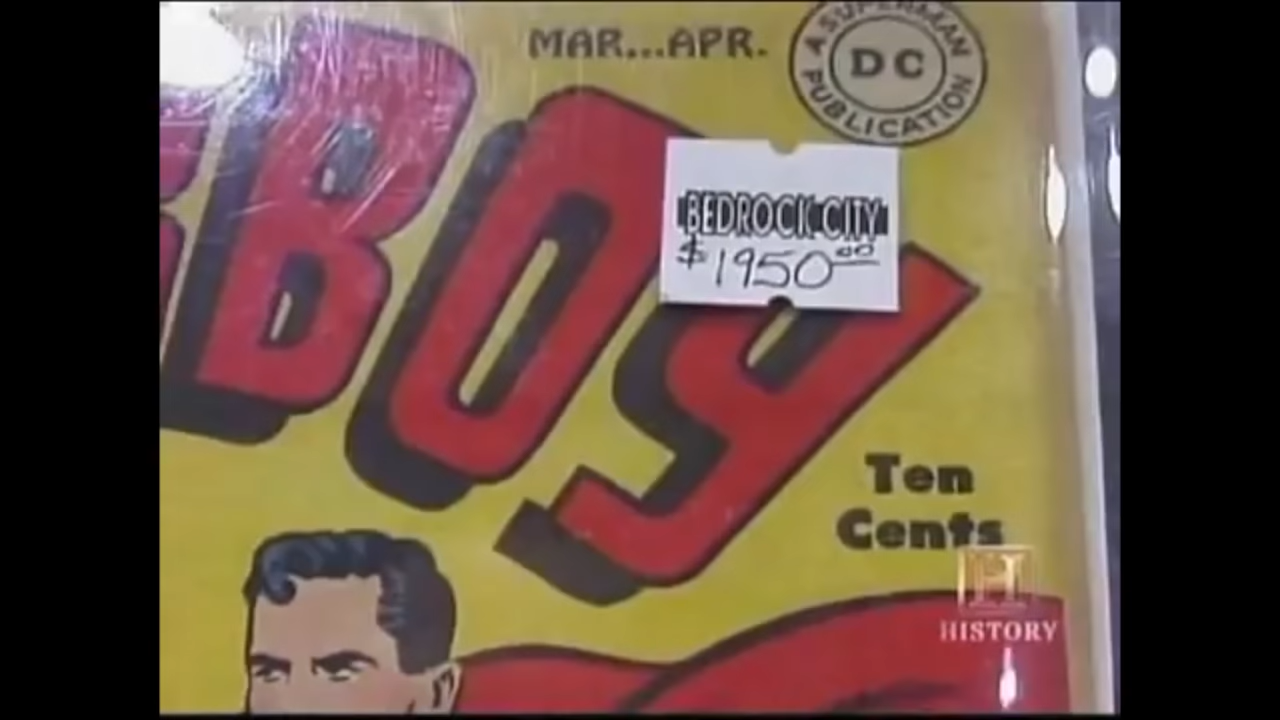 MAR...APR.
A SUPERMAN
DC
PUBLICATION
BOY
BEDROCK CITY
$1950.00
Ten
Cents
H
HISTORY